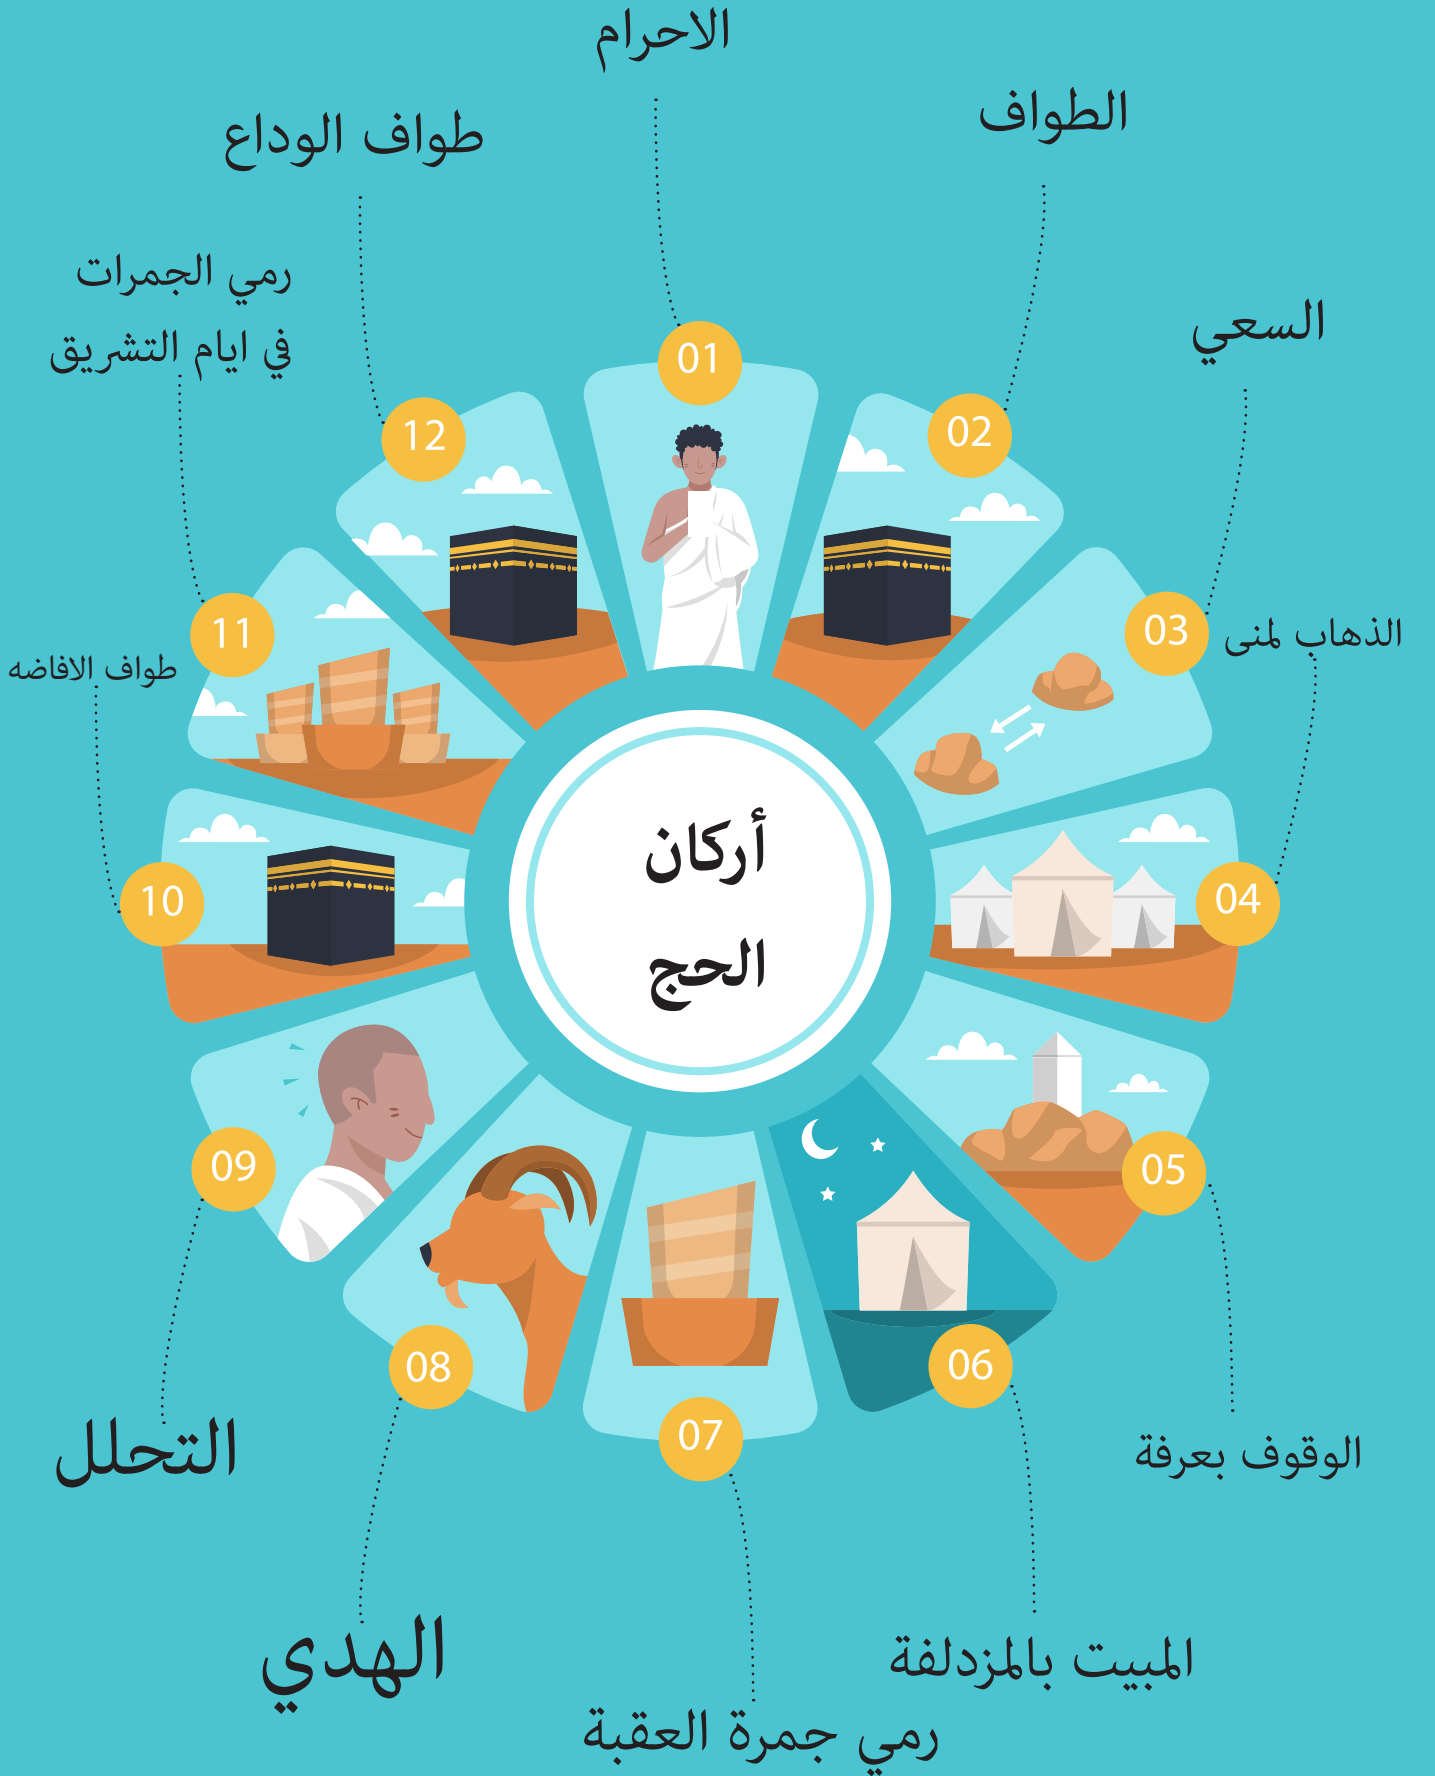 أركان
الحج
01
الاحرام
02
الطواف
03
السعي
04
الذهاب لمنى
05
الوقوف بعرفة
06
المبيت بالمزدلفة
07
رمي جمرة العقبة
08
الهدي
09
التحلل
10
طواف الافاضه
11
رمي الجمرات
في ايام التشريق
12
طواف الوداع